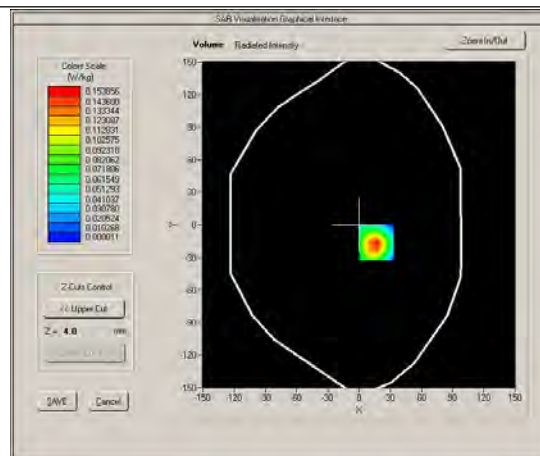 SAR Visualisation Graphical Interface
Volume Radiated Intensity
Zoom In/Out
Colors Scale
(W/kg)
0.153856
0.143600
0.133344
0.123087
0.112831
0.102575
0.092318
0.082062
0.071806
0.061549
0.051293
0.041037
0.030780
0.020524
0.010268
0.000011
Z-Cuts Control
<< Upper Cut
Z = 4.0 mm
SAVE
Cancel
150
120
90
60
30
0
-30
-60
-90
-120
-150
Y
-150 -120 -90 -60 -30 0 30 60 90 120 150
X